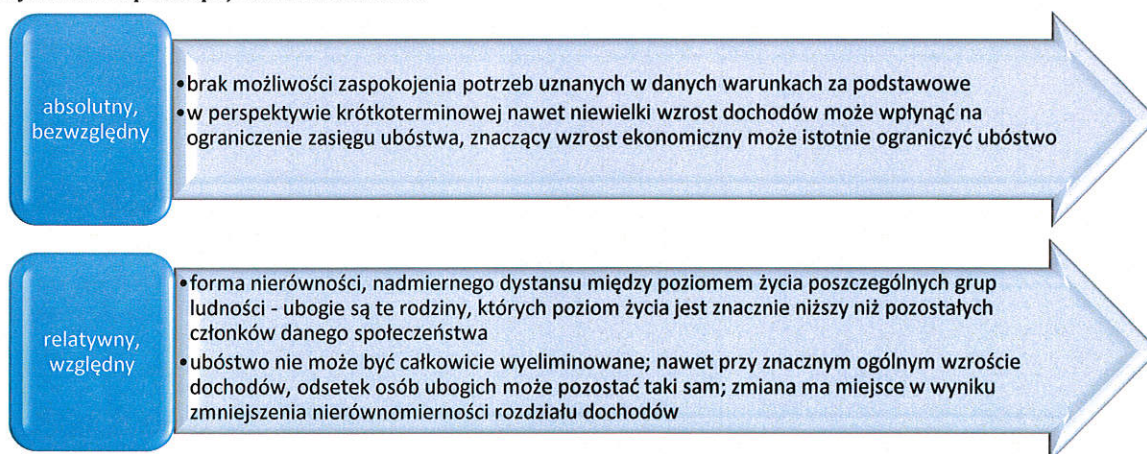 absolutny,
bezwzględny
•brak możliwości zaspokojenia potrzeb uznanych w danych warunkach za podstawowe
•w perspektywie krótkoterminowej nawet niewielki wzrost dochodów może wpłynąć na
ograniczenie zasięgu ubóstwa, znaczący wzrost ekonomiczny może istotnie ograniczyć ubóstwo
relatywny,
względny
•forma nierówności, nadmiernego dystansu między poziomem życia poszczególnych grup
ludności - ubogie są te rodziny, których poziom życia jest znacznie niższy niż pozostałych
członków danego społeczeństwa
•ubóstwo nie może być całkowicie wyeliminowane; nawet przy znacznym ogólnym wzroście
dochodów, odsetek osób ubogich może pozostać taki sam; zmiana ma miejsce w wyniku
zmniejszenia nierównomierności rozdziału dochodów